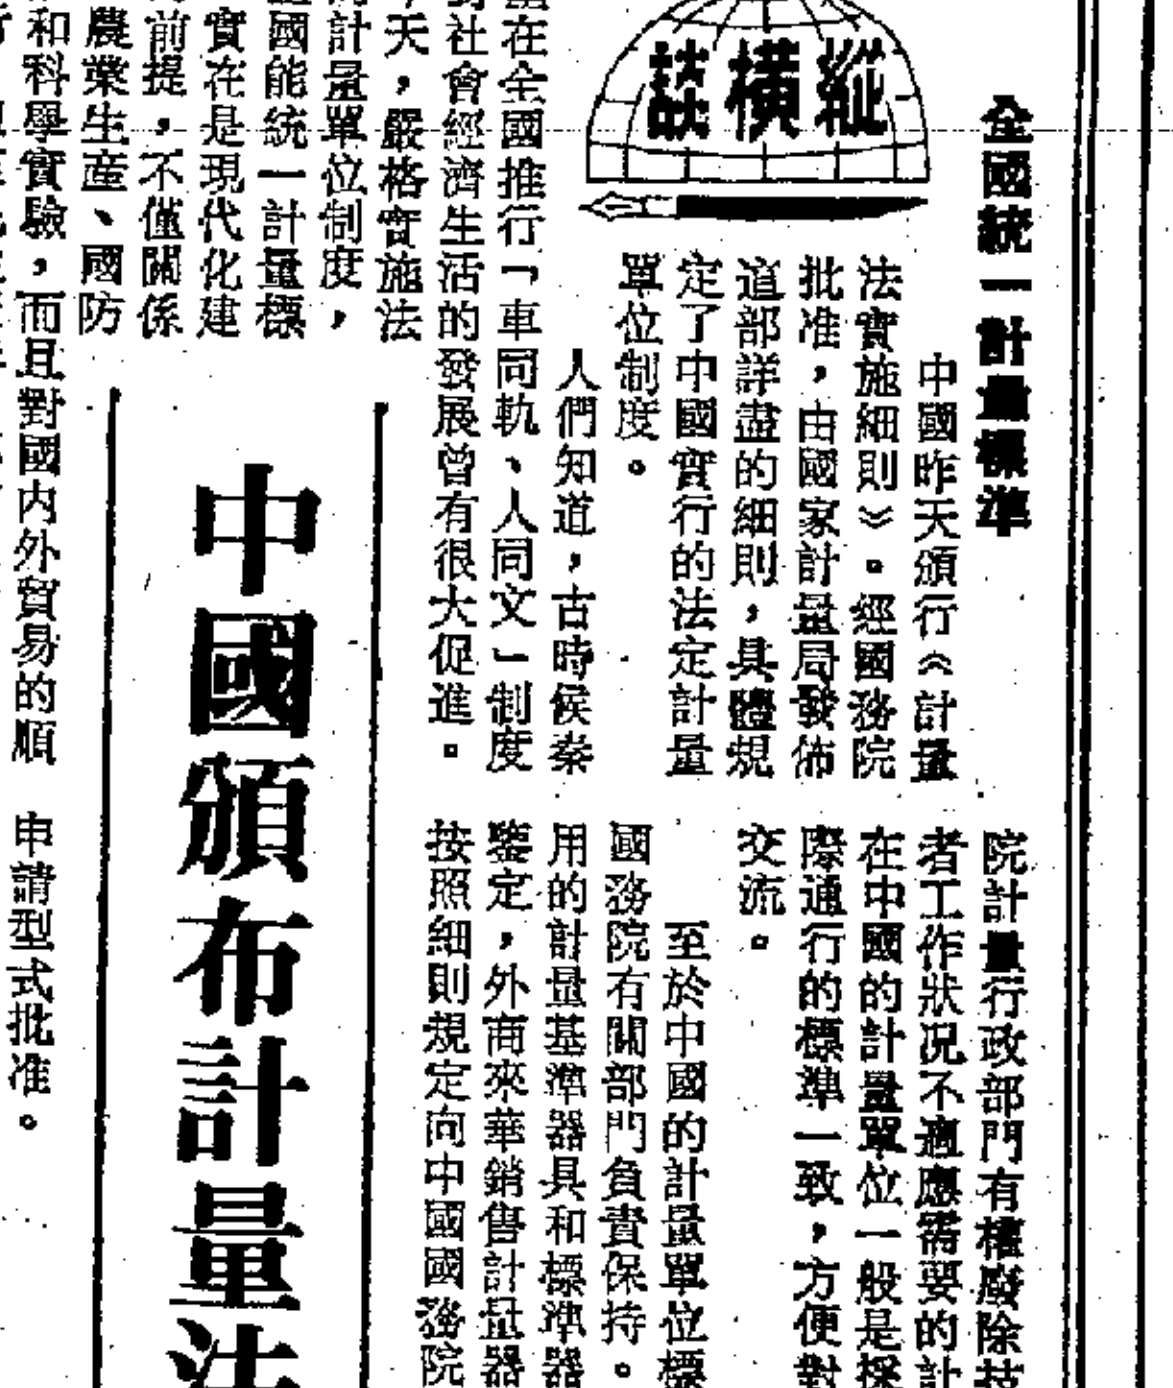 縱橫談
全國統一計量標準
中國昨天頒行《計量
法實施細則》。經國務院
批准，由國家計量局發佈
這部詳盡的細則，具體規
定了中國實行的法定計量
單位制度。
人們知道，古時候秦
在全國推行「車同軌、人同文」制度
社會經濟生活的發展曾有很大促進。
天，嚴格實施法
計量單位制度，
國能統一計量標
實在是現代化建
前提，不僅關係
農業生產、國防
和科學實驗，而且對國內外貿易的順
中國頒布計量法
院計量行政部門有權廢除技
者工作狀况不適應需要的計
在中國的計量單位一般是採
際通行的標準一致，方便對
交流。
至於中國的計量單位標
國務院有關部門負責保持。
用的計量基準器具和標準器
鑒定，外商來華銷售計量器
按照細則規定向中國國務院
申請型式批准。